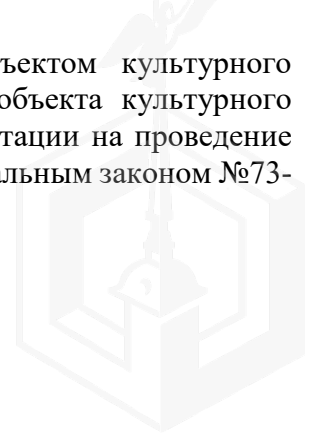 ъектом культурного
объекта культурного
тации на проведение
альным законом №73-